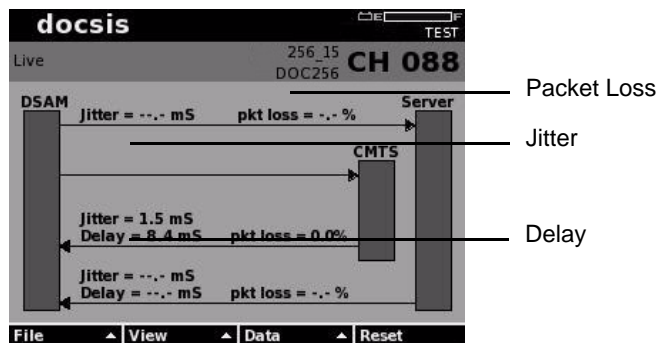 docsis
E F
TEST
Live
256_15
DOC256
CH 088
Packet Loss
DSAM
Server
Jitter = --.- mS pkt loss = -.- %
Jitter
CMTS
Jitter = 1.5 mS
Delay = 8.4 mS pkt loss = 0.0%
Delay
Jitter = --.- mS
Delay = --.- mS pkt loss = -.- %
File View Data Reset